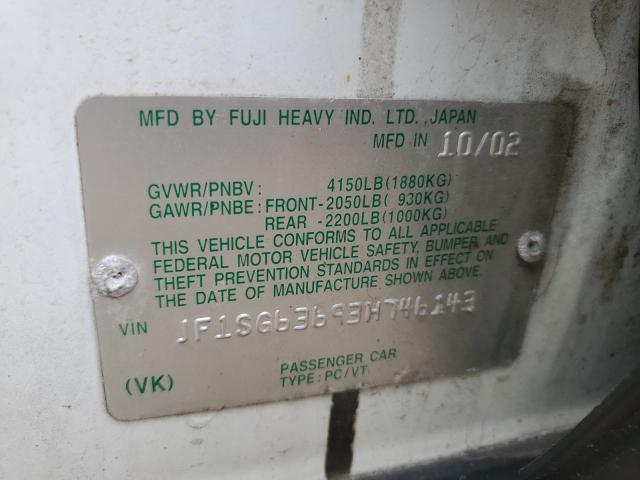 MFD BY FUJI HEAVY IND. LTD. JAPAN
MFD IN 10/02
GVWR/PNBV: 4150LB(1880KG)
GAWR/PNBE: FRONT-2050LB( 930KG)
REAR -2200LB(1000KG)
THIS VEHICLE CONFORMS TO ALL APPLICABLE
FEDERAL MOTOR VEHICLE SAFETY, BUMPER AND
THEFT PREVENTION STANDARDS IN EFFECT ON
THE DATE OF MANUFACTURE SHOWN ABOVE.
VIN JF1SG63693H746143
PASSENGER CAR
(VK) TYPE: PC/VT